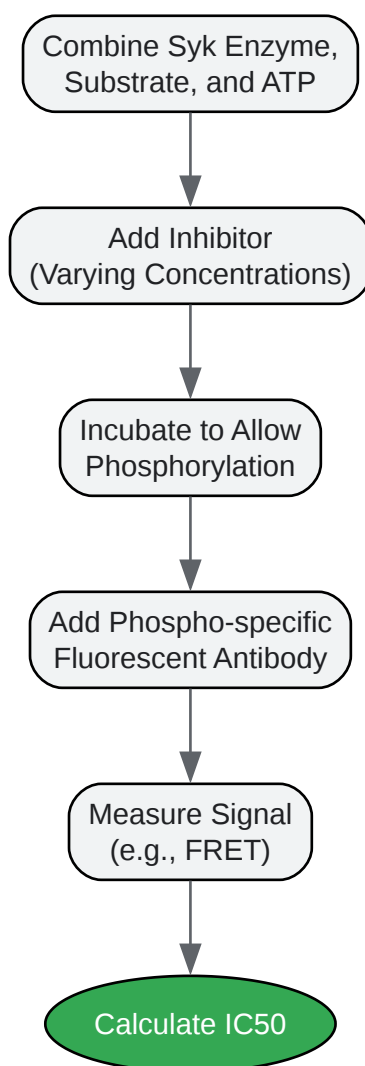 Combine Syk Enzyme,
Substrate, and ATP
Add Inhibitor
(Varying Concentrations)
Incubate to Allow
Phosphorylation
Add Phospho-specific
Fluorescent Antibody
Measure Signal
(e.g., FRET)
Calculate IC50